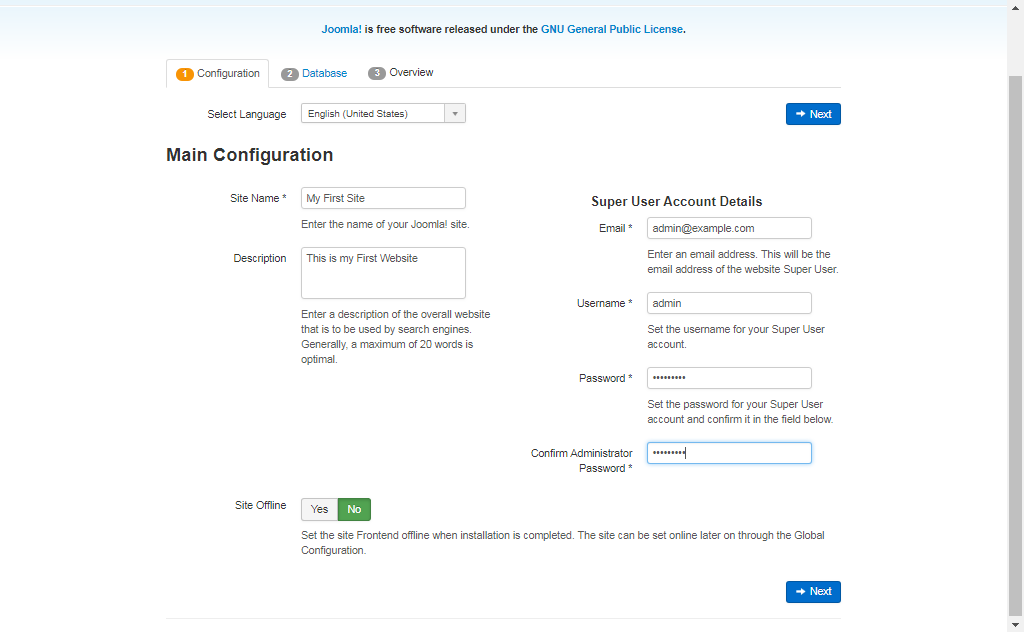 Joomla! is free software released under the GNU General Public License.
1 Configuration
2 Database
3 Overview
Select Language
English (United States)
Next
Main Configuration
Site Name *
My First Site
Enter the name of your Joomla! site.
Description
This is my First Website
Enter a description of the overall website
that is to be used by search engines.
Generally, a maximum of 20 words is
optimal.
Super User Account Details
Email *
admin@example.com
Enter an email address. This will be the
email address of the website Super User.
Username *
admin
Set the username for your Super User
account.
Password *
•••••••••
Set the password for your Super User
account and confirm it in the field below.
Confirm Administrator
Password *
•••••••••
Site Offline
Yes
No
Set the site Frontend offline when installation is completed. The site can be set online later on through the Global
Configuration.
Next